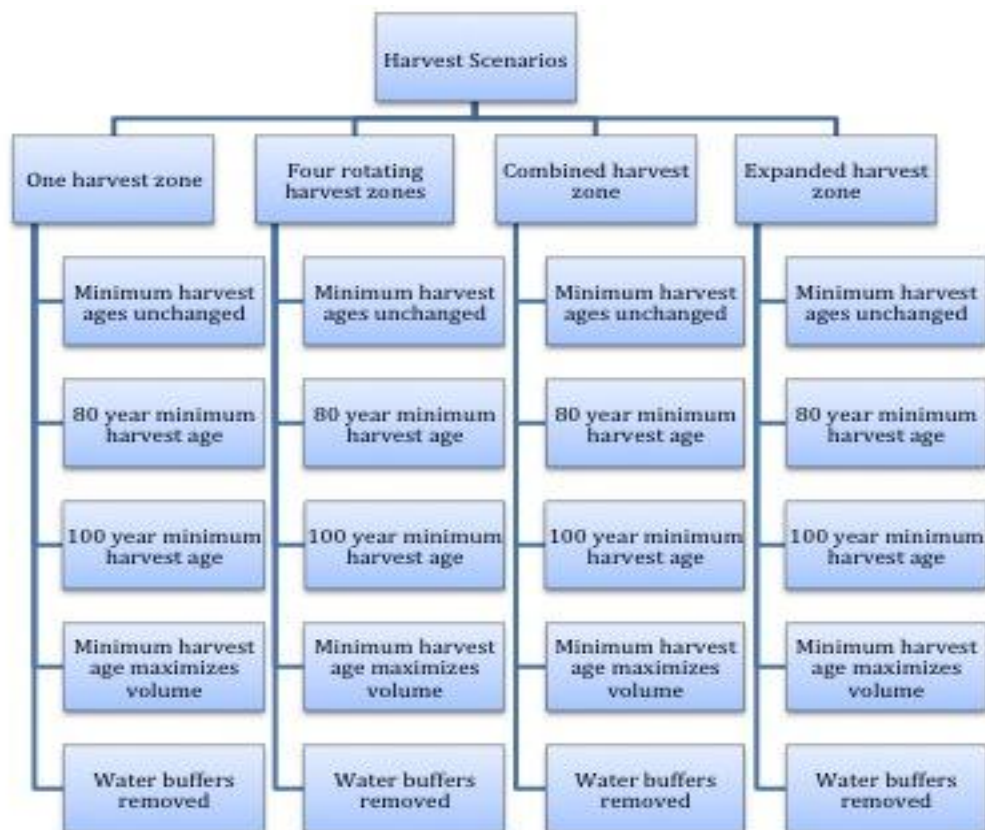 Harvest Scenarios
One harvest zone
Four rotating
harvest zones
Combined harvest
zone
Expanded harvest
zone
Minimum harvest
ages unchanged
Minimum harvest
ages unchanged
Minimum harvest
ages unchanged
Minimum harvest
ages unchanged
80 year minimum
harvest age
80 year minimum
harvest age
80 year minimum
harvest age
80 year minimum
harvest age
100 year minimum
harvest age
100 year minimum
harvest age
100 year minimum
harvest age
100 year minimum
harvest age
Minimum harvest
age maximizes
volume
Minimum harvest
age maximizes
volume
Minimum harvest
age maximizes
volume
Minimum harvest
age maximizes
volume
Water buffers
removed
Water buffers
removed
Water buffers
removed
Water buffers
removed